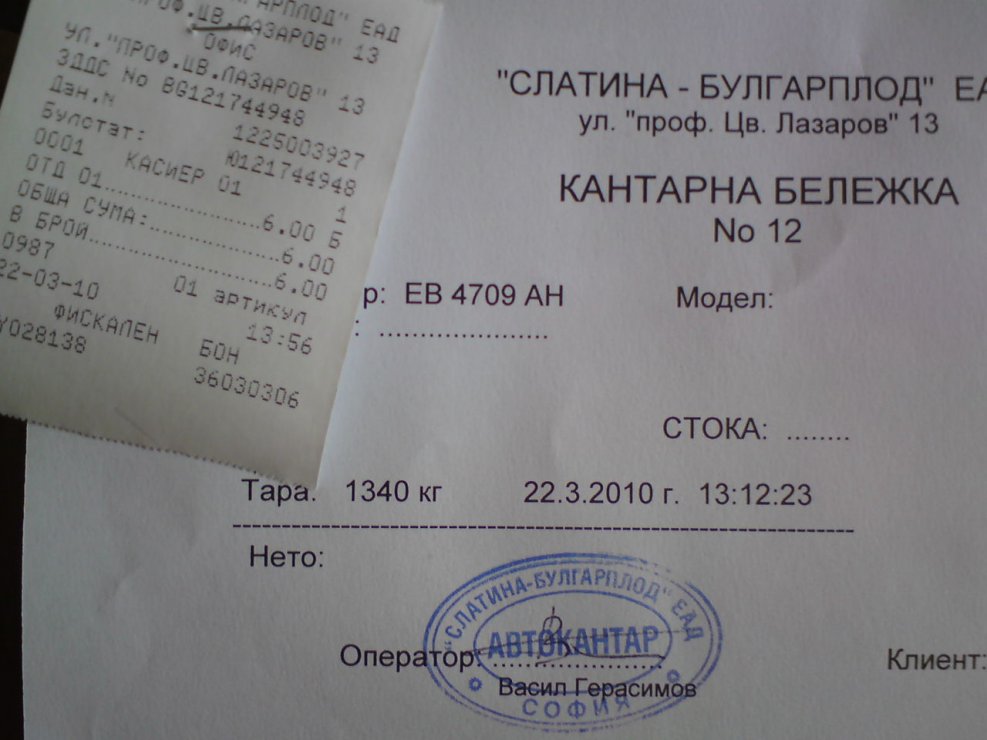 АРПЛОД" ЕАД
ПРОФ.ЦВ.ЛАЗАРОВ" 13
ОФИС
УЛ."ПРОФ.ЦВ.ЛАЗАРОВ" 13
ЗДДС No BG121744948
Дан.N 1225003927
Булстат: Ю121744948
0001 КАСИЕР 01 1
ОТД 01..................6.00 Б
ОБЩА СУМА:...............6.00
В БРОЙ....................6.00
0987 01 артикул
22-03-10 13:56
ФИСКАЛЕН БОН
028138 36030306
"СЛАТИНА - БУЛГАРПЛОД" ЕА
ул. "проф. Цв. Лазаров" 13
КАНТАРНА БЕЛЕЖКА
No 12
р: ЕВ 4709 АН Модел:
: .....................
СТОКА: ........
Тара. 1340 кг 22.3.2010 г. 13:12:23
Нето:
"СЛАТИНА-БУЛГАРПЛОД" ЕАД
АВТОКАНТАР
СОФИЯ
Оператор: ..................... Клиент:
Васил Герасимов